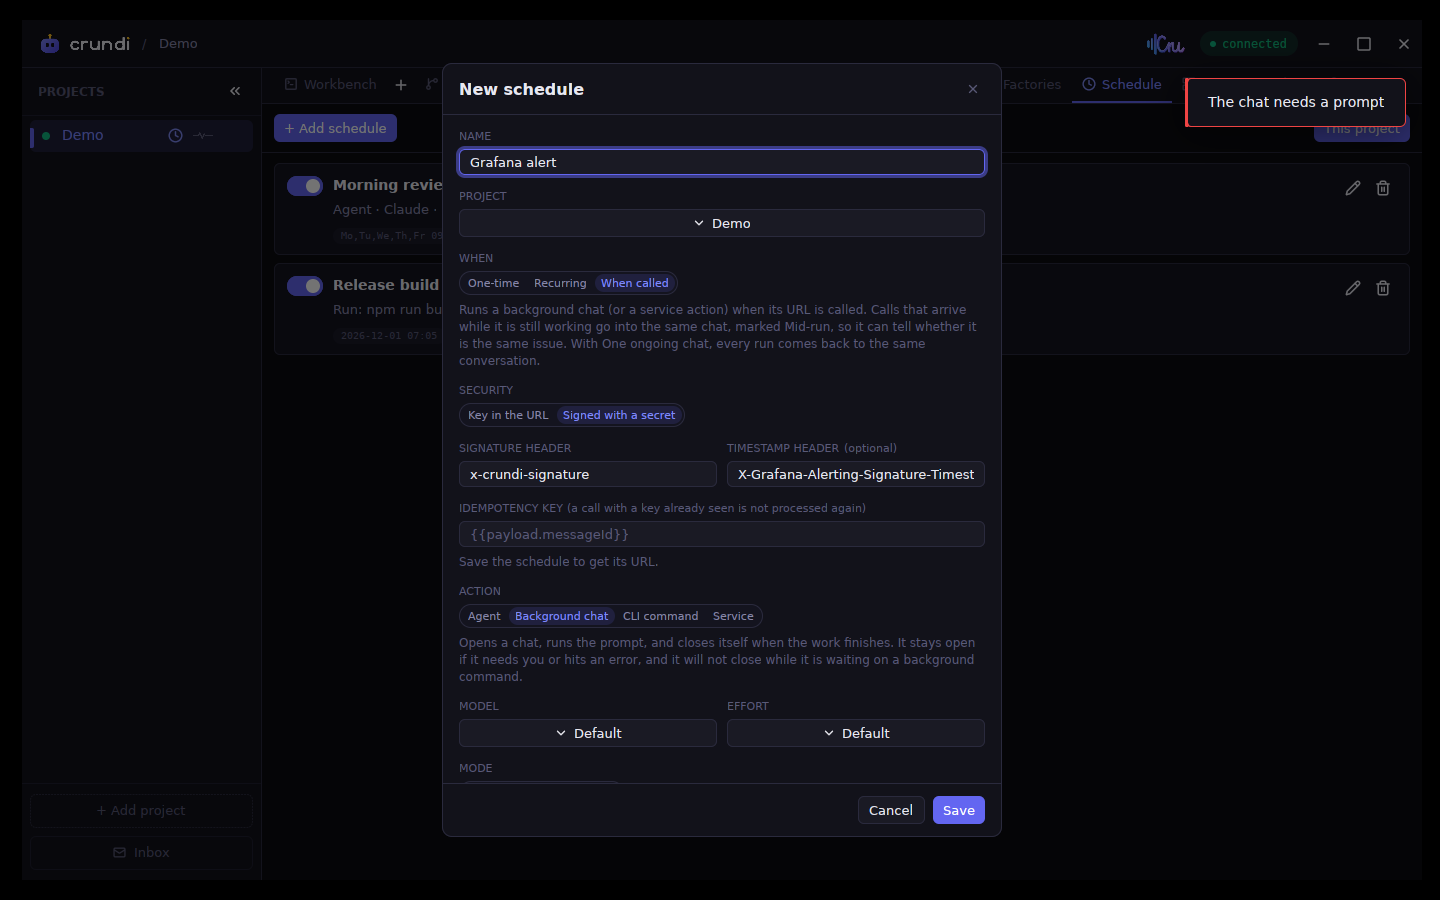 crundi / Demo
Cru
connected
PROJECTS
Workbench
Factories
Schedule
The chat needs a prompt
Demo
+ Add schedule
This project
New schedule
NAME
Grafana alert
PROJECT
Demo
WHEN
One-time Recurring When called
Runs a background chat (or a service action) when its URL is called. Calls that arrive
while it is still working go into the same chat, marked Mid-run, so it can tell whether it
is the same issue. With One ongoing chat, every run comes back to the same
conversation.
SECURITY
Key in the URL Signed with a secret
SIGNATURE HEADER
TIMESTAMP HEADER (optional)
x-crundi-signature
X-Grafana-Alerting-Signature-Timest
IDEMPOTENCY KEY (a call with a key already seen is not processed again)
{{payload.messageId}}
Save the schedule to get its URL.
ACTION
Agent Background chat CLI command Service
Opens a chat, runs the prompt, and closes itself when the work finishes. It stays open
if it needs you or hits an error, and it will not close while it is waiting on a background
command.
MODEL
EFFORT
Default
Default
MODE
Cancel
Save
Morning revie
Agent · Claude ·
Mo,Tu,We,Th,Fr 09
Release build
Run: npm run bu
2026-12-01 07:05
+ Add project
Inbox